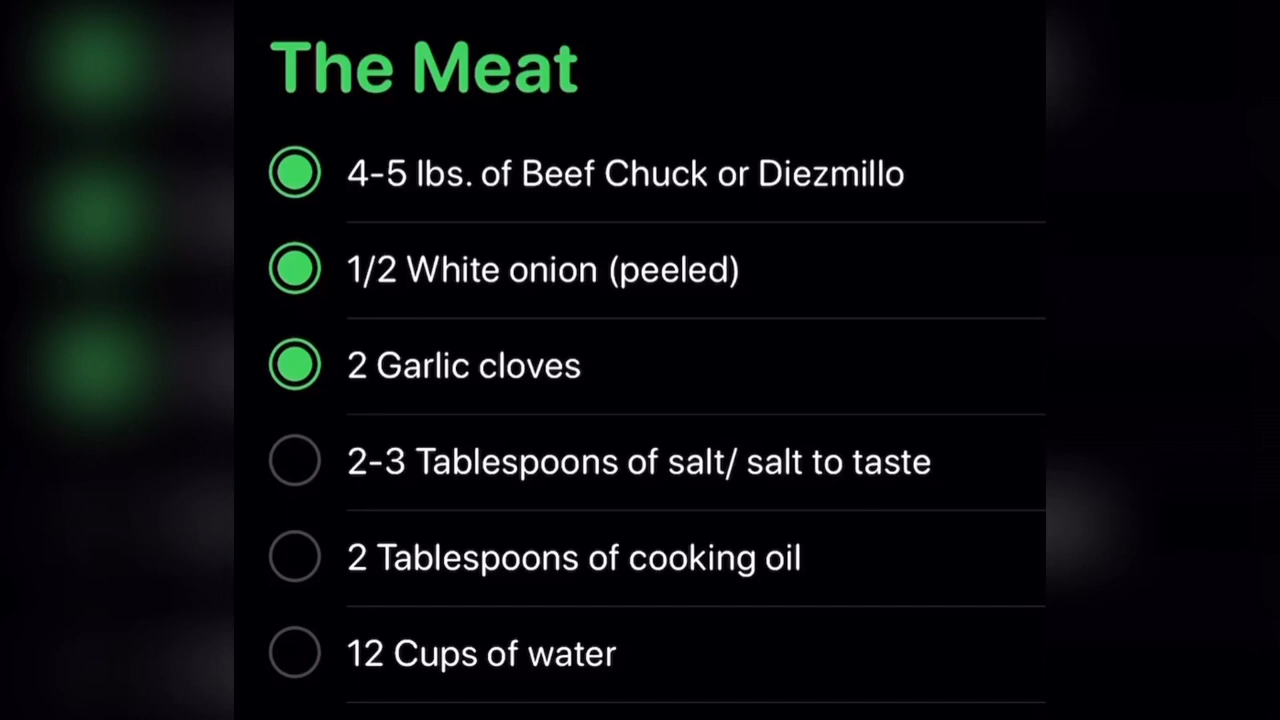 The Meat
4-5 lbs. of Beef Chuck or Diezmillo
1/2 White onion (peeled)
2 Garlic cloves
2-3 Tablespoons of salt/ salt to taste
2 Tablespoons of cooking oil
12 Cups of water